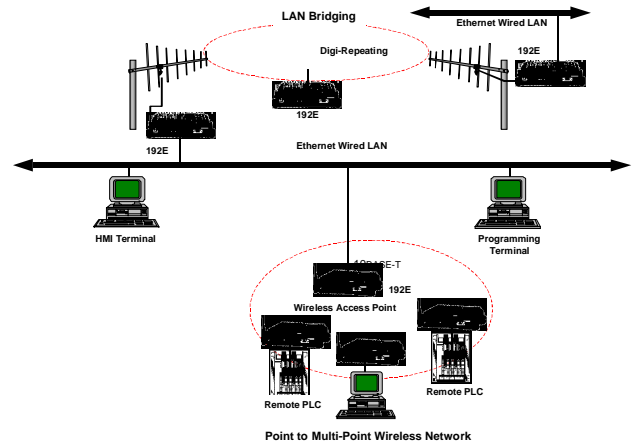 LAN Bridging
Ethernet Wired LAN
Digi-Repeating
192E
192E
192E
Ethernet Wired LAN
HMI Terminal
Programming
Terminal
10BASE-T
192E
Wireless Access Point
Remote PLC
Remote PLC
Point to Multi-Point Wireless Network